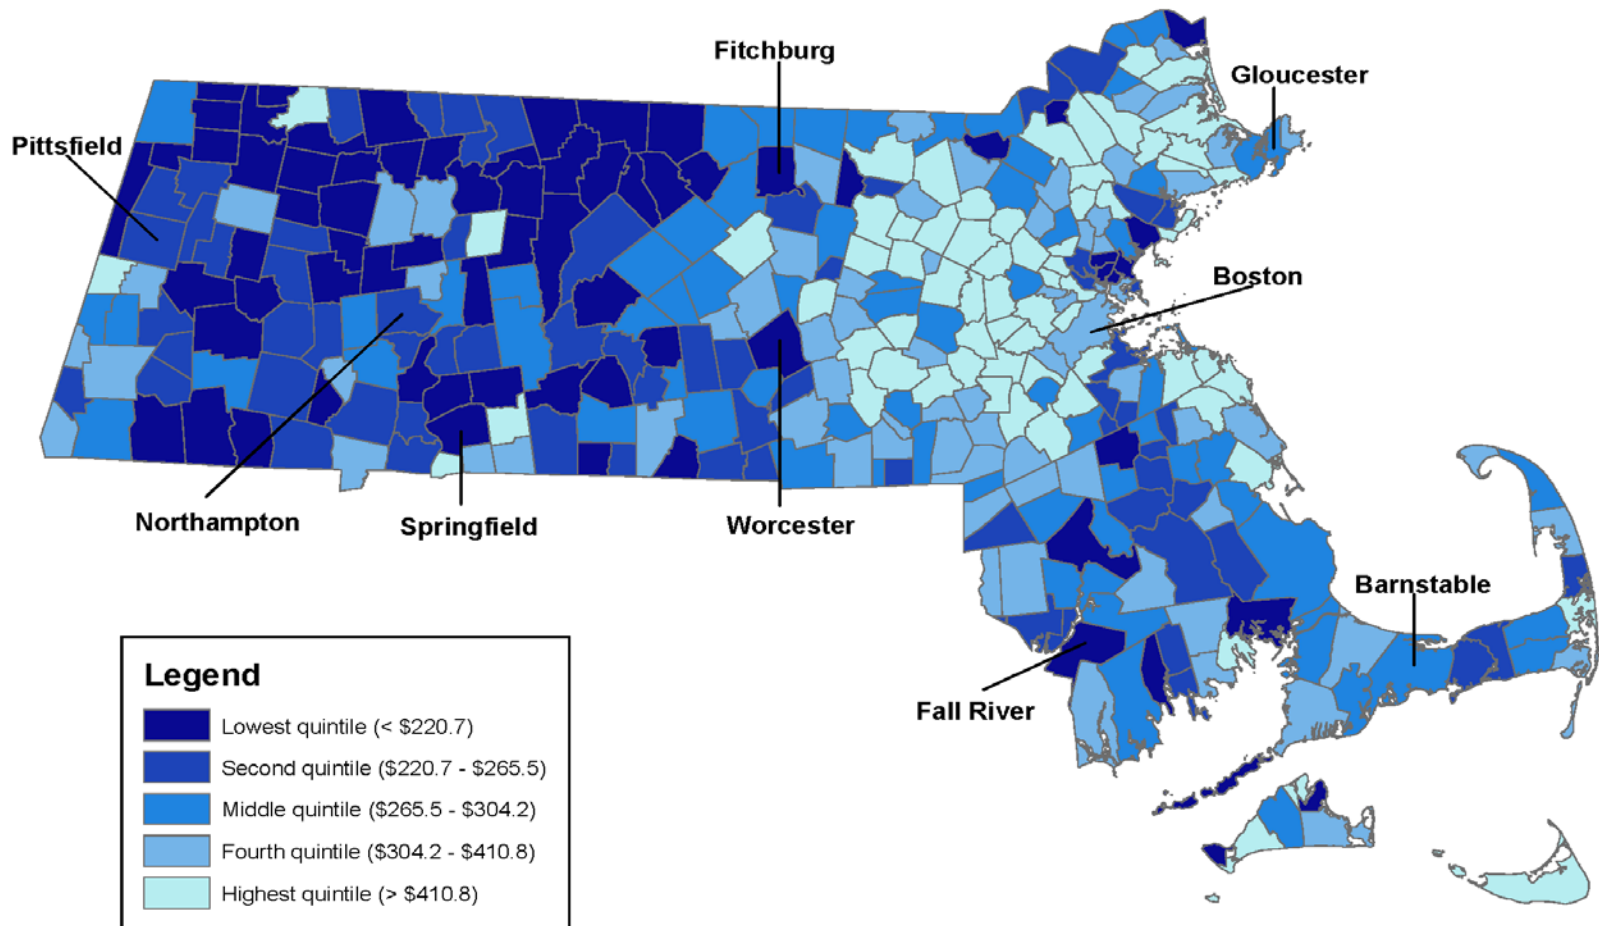 Fitchburg
Gloucester
Pittsfield
Boston
Northampton
Springfield
Worcester
Barnstable
Fall River
Legend
Lowest quintile (< $220.7)
Second quintile ($220.7 - $265.5)
Middle quintile ($265.5 - $304.2)
Fourth quintile ($304.2 - $410.8)
Highest quintile (> $410.8)